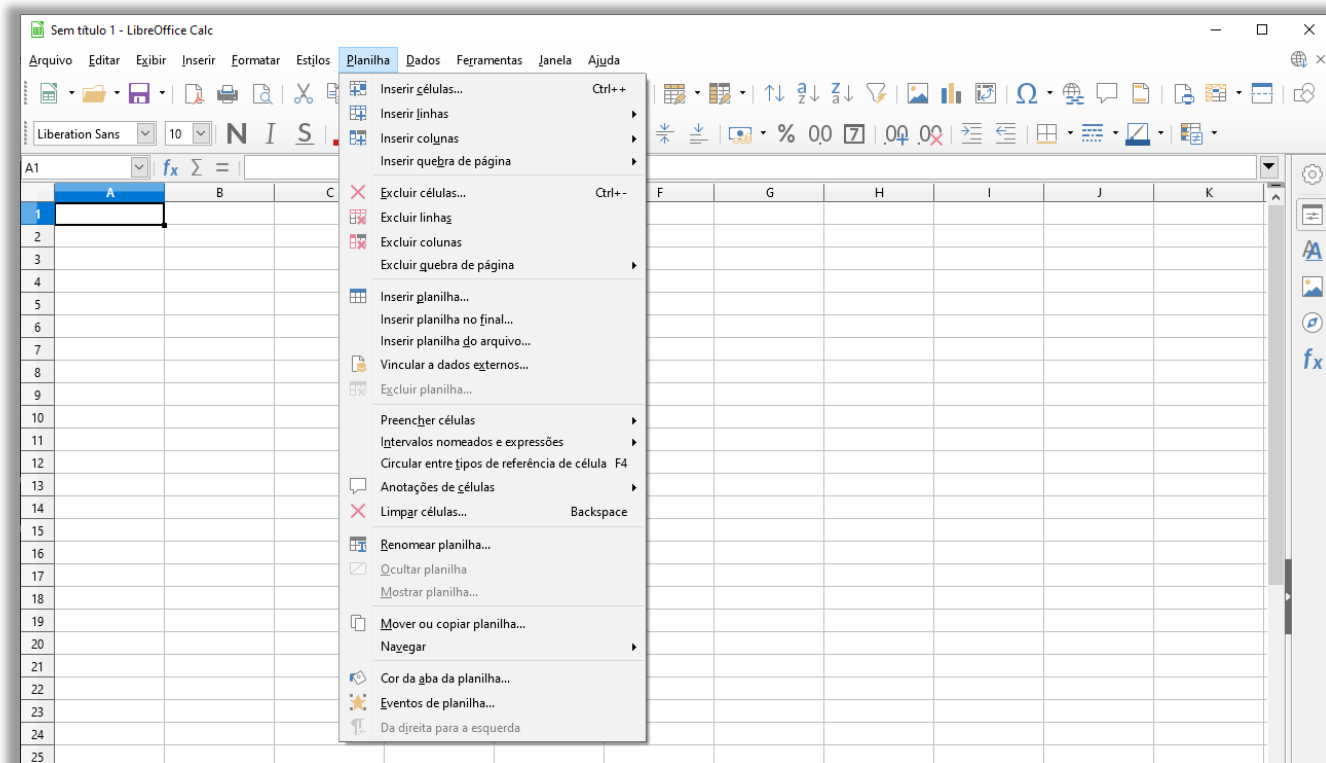 Sem título 1 - LibreOffice Calc
Arquivo Editar Exibir Inserir Formatar Estilos Planilha Dados Ferramentas Janela Ajuda
Liberation Sans 10 N I S % 00 7 .00 .00
A1 fx Σ =
A B C F G H I J K
1
2
3
4
5
6
7
8
9
10
11
12
13
14
15
16
17
18
19
20
21
22
23
24
25
Inserir células... Ctrl++
Inserir linhas
Inserir colunas
Inserir quebra de página
Excluir células... Ctrl+-
Excluir linhas
Excluir colunas
Excluir quebra de página
Inserir planilha...
Inserir planilha no final...
Inserir planilha do arquivo...
Vincular a dados externos...
Excluir planilha...
Preencher células
Intervalos nomeados e expressões
Circular entre tipos de referência de célula F4
Anotações de células
Limpar células... Backspace
Renomear planilha...
Ocultar planilha
Mostrar planilha...
Mover ou copiar planilha...
Navegar
Cor da aba da planilha...
Eventos de planilha...
Da direita para a esquerda